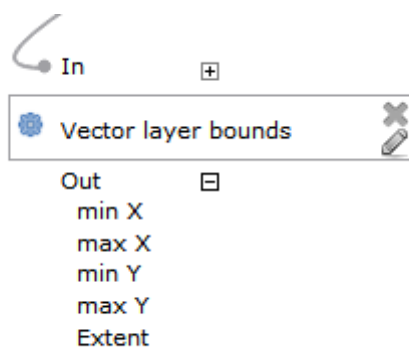 In
Vector layer bounds
Out
min X
max X
min Y
max Y
Extent